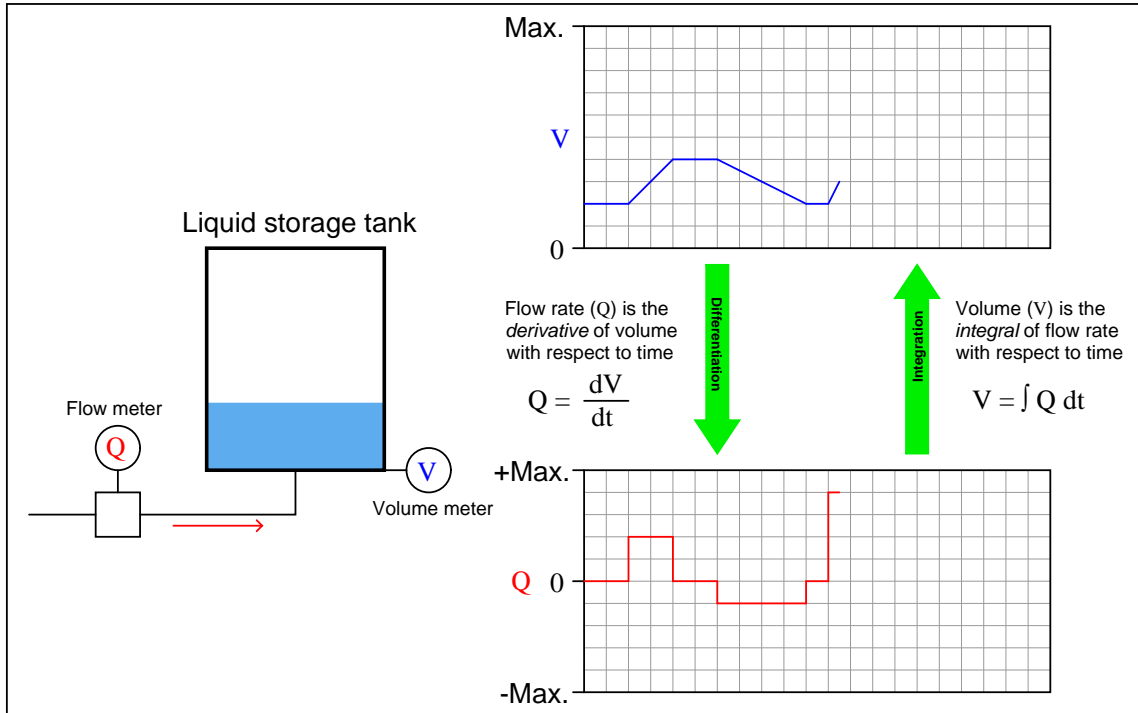 Max.
V
0
Liquid storage tank
Flow meter
Q
V
Volume meter
Flow rate (Q) is the
derivative of volume
with respect to time
Q = dV
dt
Differentiation
Integration
Volume (V) is the
integral of flow rate
with respect to time
V = ∫ Q dt
+Max.
Q 0
-Max.